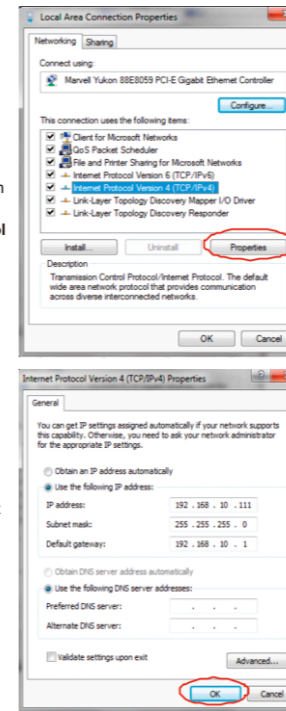 Local Area Connection Properties
Networking Sharing
Connect using:
Marvell Yukon 88E8059 PCI-E Gigabit Ethernet Controller
Configure...
This connection uses the following items:
Client for Microsoft Networks
QoS Packet Scheduler
File and Printer Sharing for Microsoft Networks
Internet Protocol Version 6 (TCP/IPv6)
Internet Protocol Version 4 (TCP/IPv4)
Link-Layer Topology Discovery Mapper I/O Driver
Link-Layer Topology Discovery Responder
Install... Uninstall Properties
Description
Transmission Control Protocol/Internet Protocol. The default
wide area network protocol that provides communication
across diverse interconnected networks.
OK Cancel
Internet Protocol Version 4 (TCP/IPv4) Properties
General
You can get IP settings assigned automatically if your network supports
this capability. Otherwise, you need to ask your network administrator
for the appropriate IP settings.
Obtain an IP address automatically
Use the following IP address:
IP address: 192 . 168 . 10 . 111
Subnet mask: 255 . 255 . 255 . 0
Default gateway: 192 . 168 . 10 . 1
Obtain DNS server address automatically
Use the following DNS server addresses:
Preferred DNS server: . . .
Alternate DNS server: . . .
Validate settings upon exit Advanced...
OK Cancel